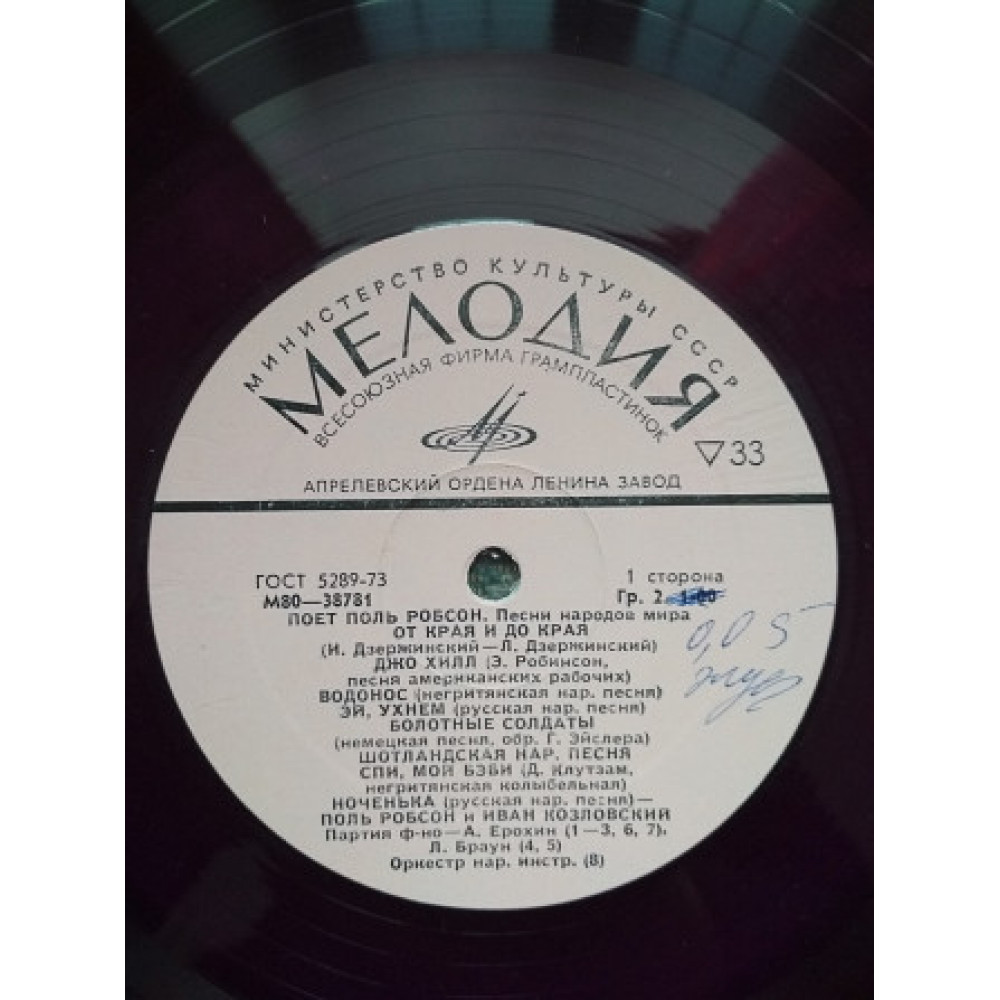 МИНИСТЕРСТВО КУЛЬТУРЫ СССР
МЕЛОДИЯ
ВСЕСОЮЗНАЯ ФИРМА ГРАМПЛАСТИНОК
▽33
АПРЕЛЕВСКИЙ ОРДЕНА ЛЕНИНА ЗАВОД
ГОСТ 5289-73 1 сторона
М80—38781 Гр. 2 1-00
ПОЕТ ПОЛЬ РОБСОН. Песни народов мира
ОТ КРАЯ И ДО КРАЯ
(И. Дзержинский—Л. Дзержинский)
0,05
ДЖО ХИЛЛ (Э. Робинсон,
песня американских рабочих)
ВОДОНОС (негритянская нар. песня)
ЭЙ, УХНЕМ (русская нар. песня)
БОЛОТНЫЕ СОЛДАТЫ
(немецкая песня, обр. Г. Эйслера)
ШОТЛАНДСКАЯ НАР. ПЕСНЯ
СПИ, МОЙ БЭБИ (Д. Клутзам,
негритянская колыбельная)
НОЧЕНЬКА (русская нар. песня)—
ПОЛЬ РОБСОН и ИВАН КОЗЛОВСКИЙ
Партия ф-но—А. Ерохин (1—3, 6, 7),
Л. Браун (4, 5)
Оркестр нар. инстр. (8)